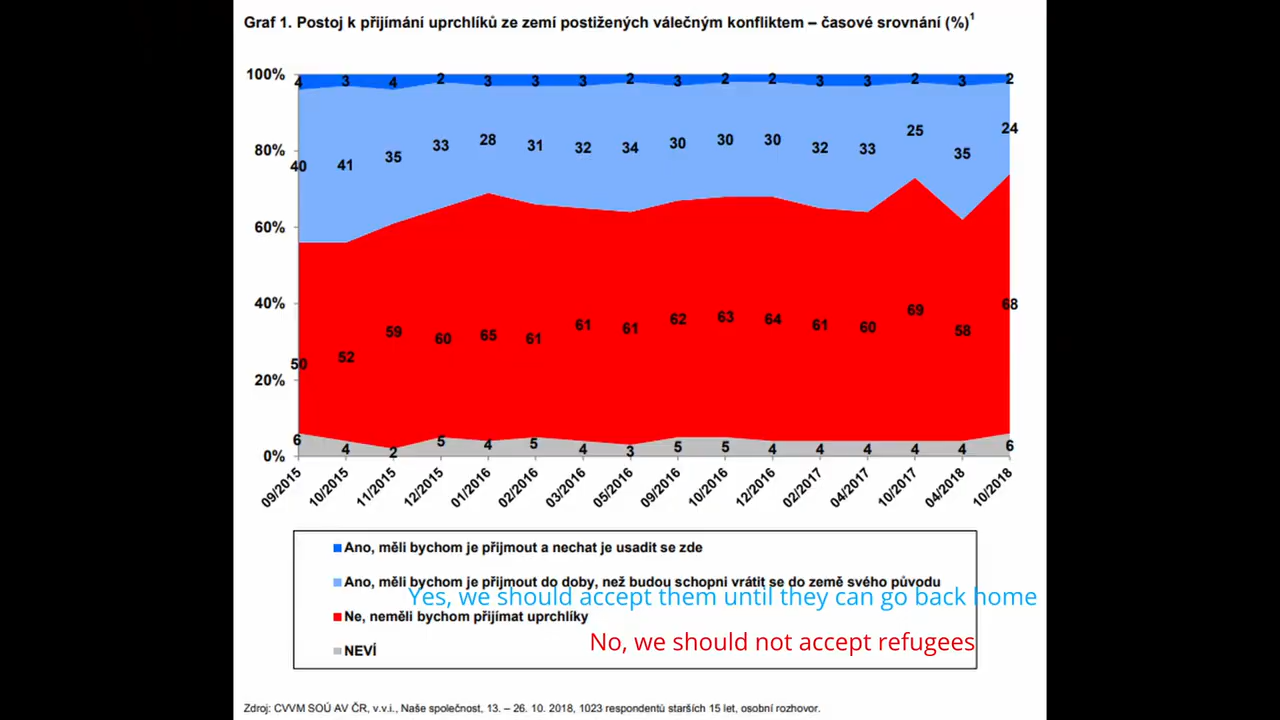 Graf 1. Postoj k přijímání uprchlíků ze zemí postižených válečným konfliktem – časové srovnání (%)1
100%
4 3 4 2 3 3 3 2 3 2 2 3 3 2 3 2
80%
40 41 35 33 28 31 32 34 30 30 30 32 33 25 35 24
60%
40%
50 52 59 60 65 61 61 61 62 63 64 61 60 69 58 68
20%
6 4 2 5 4 5 4 3 5 5 4 4 4 4 4 6
0%
09/2015 10/2015 11/2015 12/2015 01/2016 02/2016 03/2016 05/2016 09/2016 10/2016 12/2016 02/2017 04/2017 10/2017 04/2018 10/2018
Ano, měli bychom je přijmout a nechat je usadit se zde
Ano, měli bychom je přijmout do doby, než budou schopni vrátit se do země svého původu
Yes, we should accept them until they can go back home
Ne, neměli bychom přijímat uprchlíky
No, we should not accept refugees
NEVÍ
Zdroj: CVVM SOÚ AV ČR, v.v.i., Naše společnost, 13. – 26. 10. 2018, 1023 respondentů starších 15 let, osobní rozhovor.